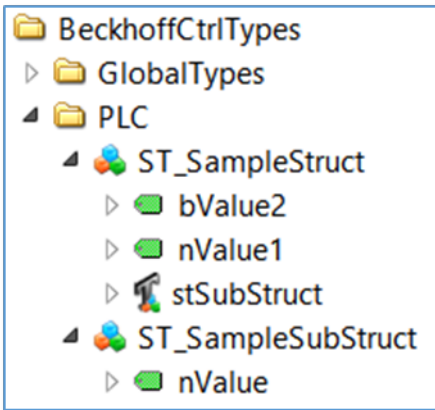 BeckhoffCtrlTypes
GlobalTypes
PLC
ST_SampleStruct
bValue2
nValue1
stSubStruct
ST_SampleSubStruct
nValue